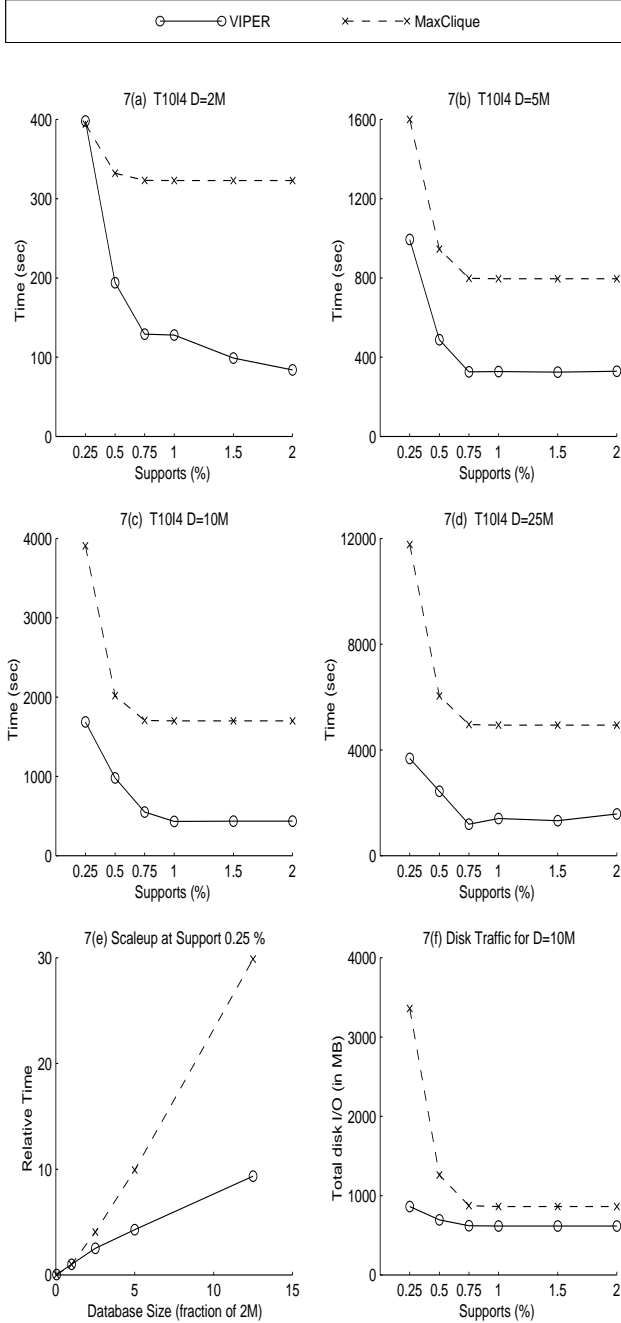 VIPER MaxClique
7(a) T10I4 D=2M
400
300
200
100
0
Time (sec)
0.25 0.5 0.75 1 1.5 2
Supports (%)
7(b) T10I4 D=5M
1600
1200
800
400
0
Time (sec)
0.25 0.5 0.75 1 1.5 2
Supports (%)
7(c) T10I4 D=10M
4000
3000
2000
1000
0
Time (sec)
0.25 0.5 0.75 1 1.5 2
Supports (%)
7(d) T10I4 D=25M
12000
8000
4000
0
Time (sec)
0.25 0.5 0.75 1 1.5 2
Supports (%)
7(e) Scaleup at Support 0.25 %
30
20
10
0
Relative Time
0 5 10 15
Database Size (fraction of 2M)
7(f) Disk Traffic for D=10M
4000
3000
2000
1000
0
Total disk I/O (in MB)
0.25 0.5 0.75 1 1.5 2
Supports (%)